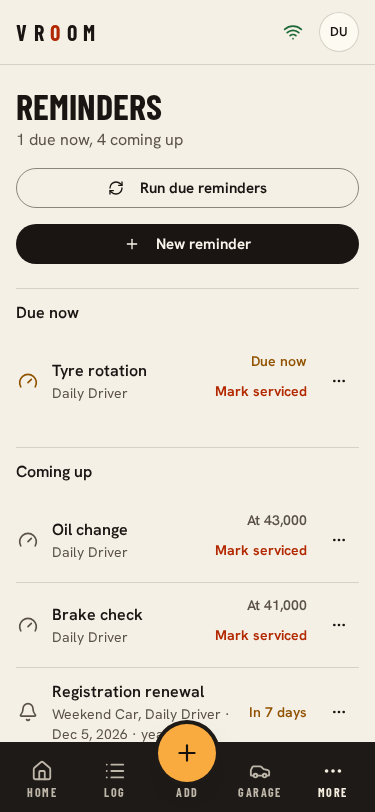 VROOM
DU
REMINDERS
1 due now, 4 coming up
Run due reminders
New reminder
Due now
Tyre rotation
Daily Driver
Due now
Mark serviced
Coming up
Oil change
Daily Driver
At 43,000
Mark serviced
Brake check
Daily Driver
At 41,000
Mark serviced
Registration renewal
Weekend Car, Daily Driver ·
Dec 5, 2026 ·
In 7 days
HOME
LOG
ADD
GARAGE
MORE